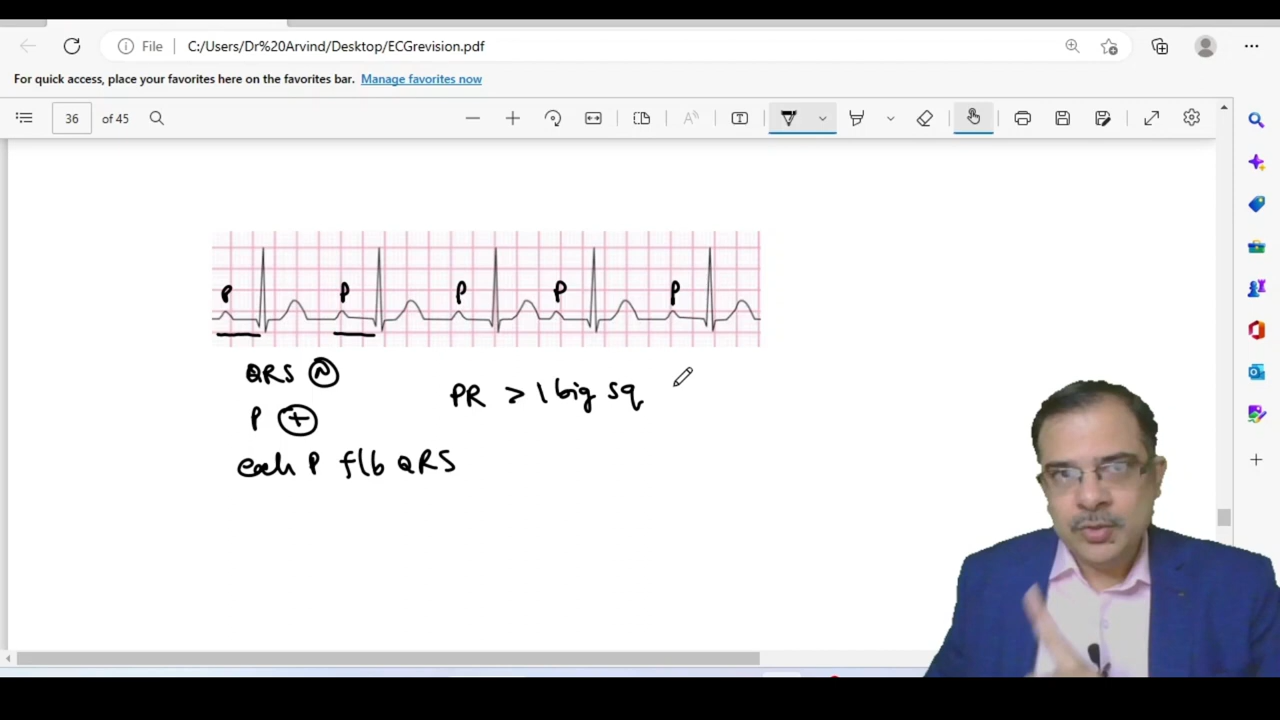 File C:/Users/Dr%20Arvind/Desktop/ECGrevision.pdf
For quick access, place your favorites here on the favorites bar. Manage favorites now
36 of 45
P P P P P
QRS N
PR > 1 big sq
P +
each P f/b QRS